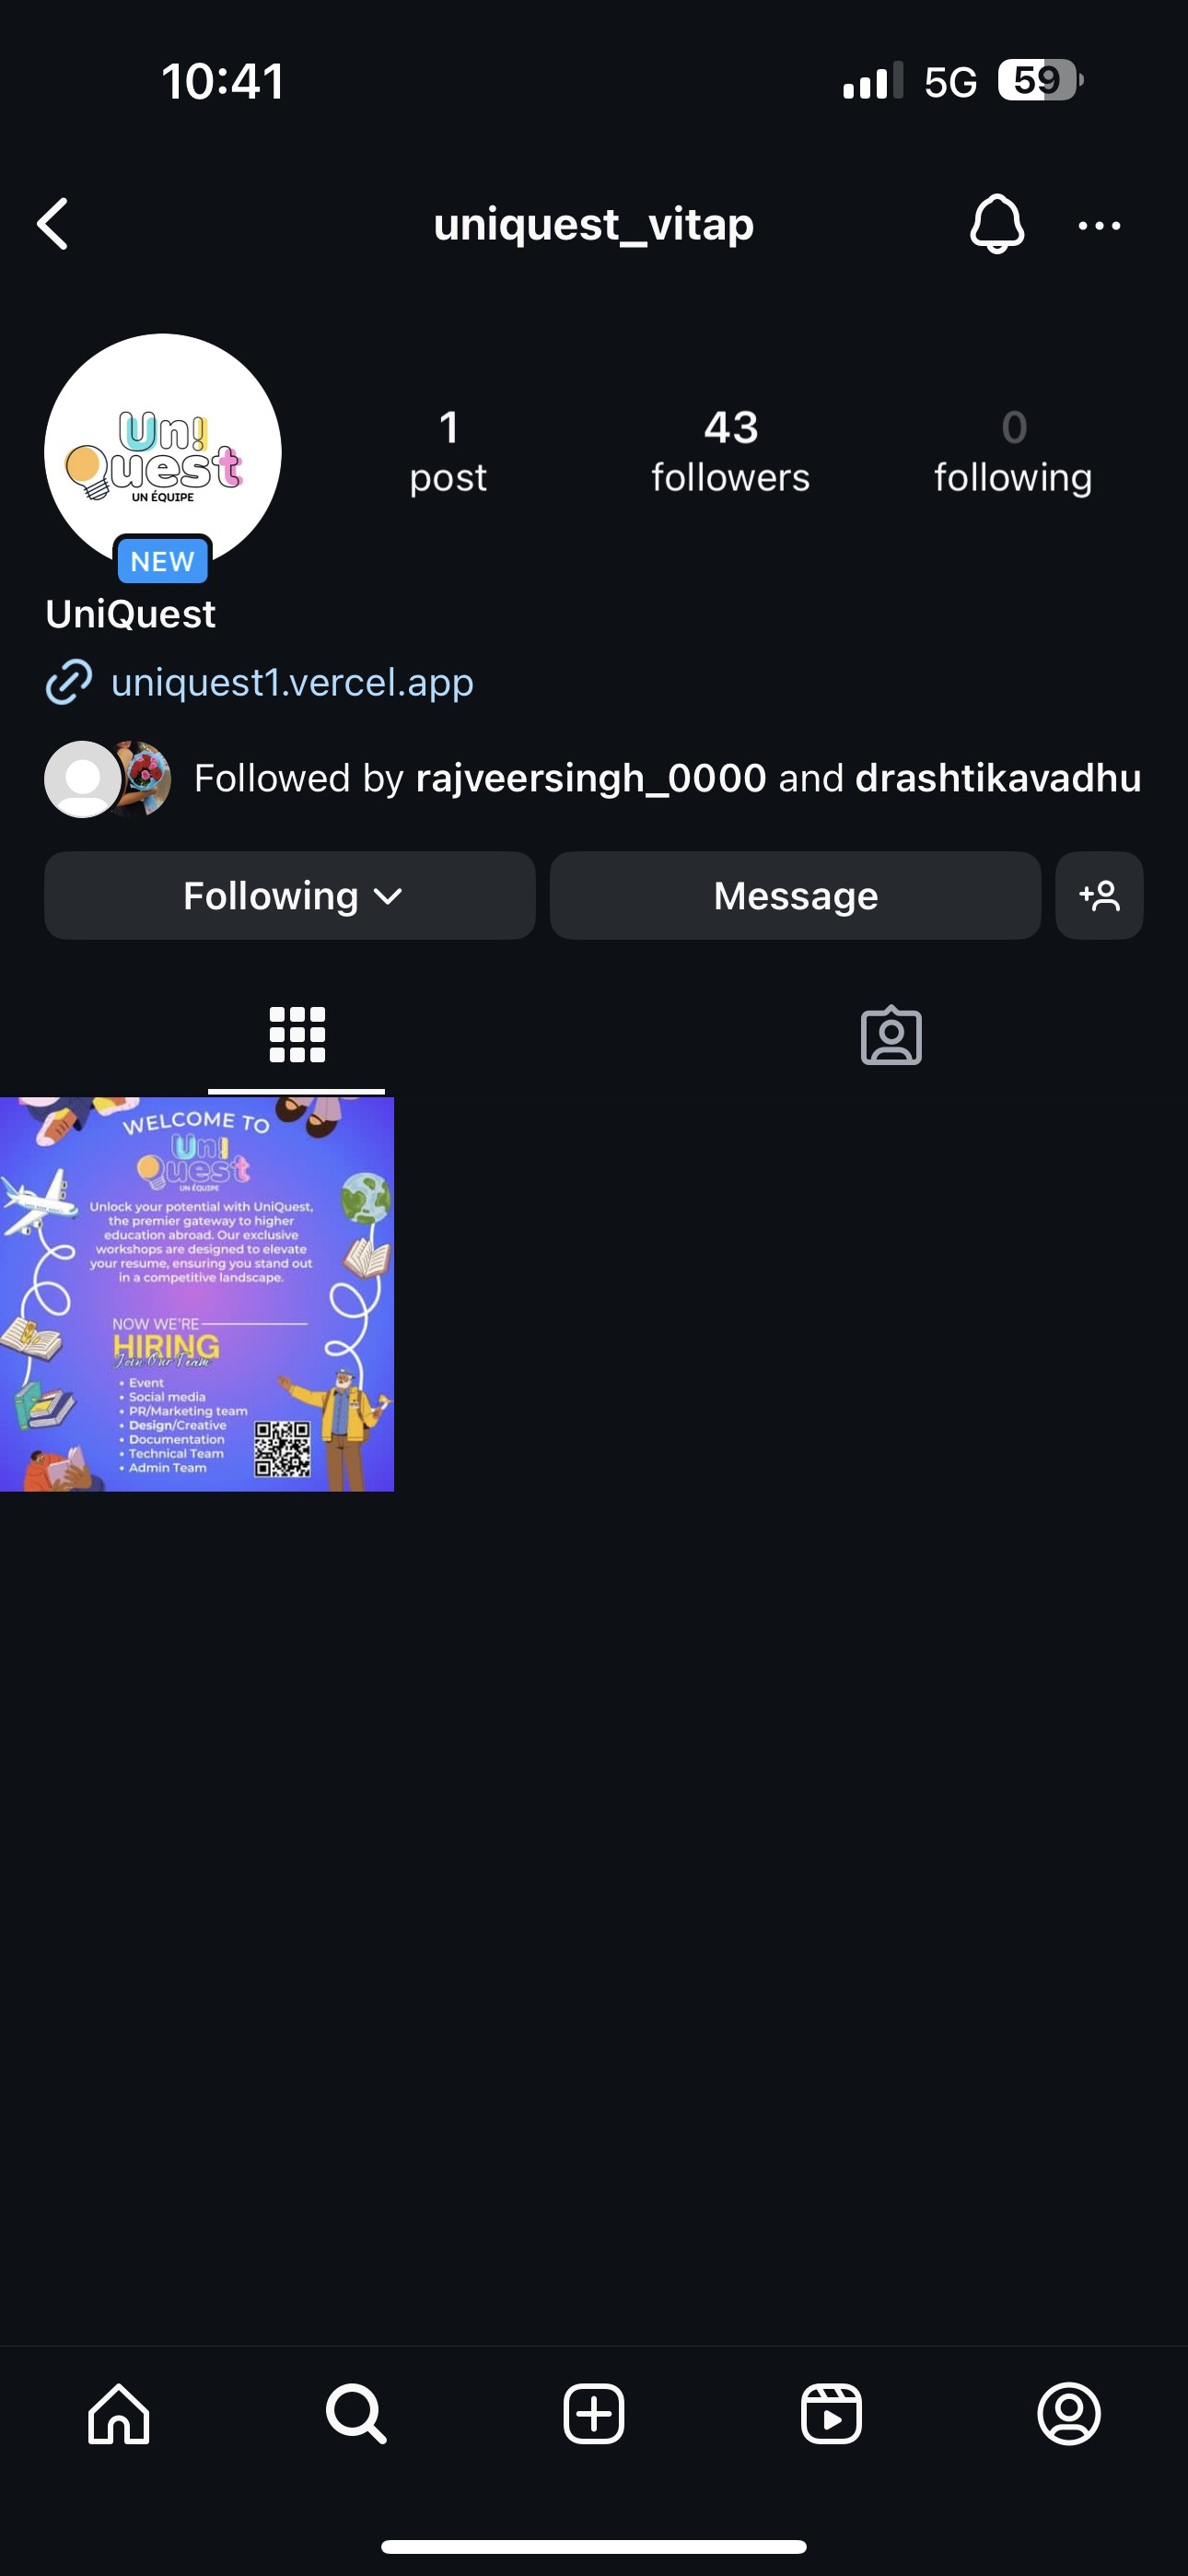 10:41 5G 59
uniquest_vitap
Un!
Quest
UN ÉQUIPE
NEW
1
post
43
followers
0
following
UniQuest
uniquest1.vercel.app
Followed by rajveersingh_0000 and drashtikavadhu
Following
Message
WELCOME TO
Un!
Quest
UN ÉQUIPE
Unlock your potential with UniQuest,
the premier gateway to higher
education abroad. Our exclusive
workshops are designed to elevate
your resume, ensuring you stand out
in a competitive landscape.
NOW WE'RE
HIRING
Join Our Team
• Event
• Social media
• PR/Marketing team
• Design/Creative
• Documentation
• Technical Team
• Admin Team